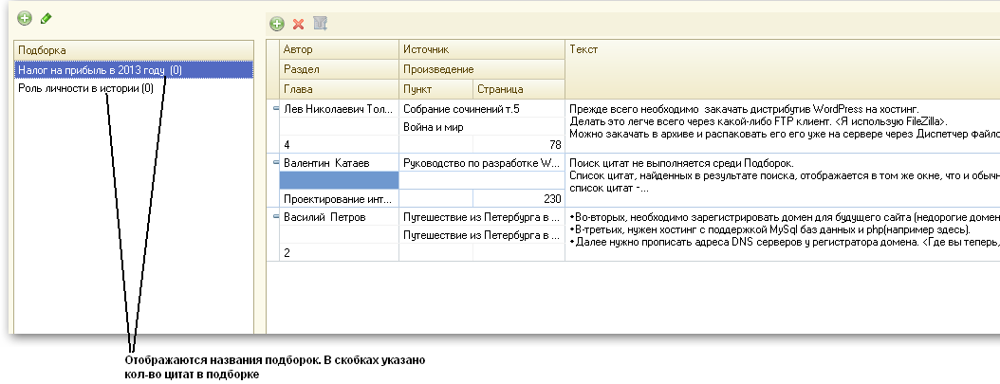 Подборка
Налог на прибыль в 2013 году (0)
Роль личности в истории (0)
Автор Источник Текст
Раздел Произведение
Глава Пункт Страница
Лев Николаевич Тол... Собрание сочинений т.5 Прежде всего необходимо закачать дистрибутив WordPress на хостинг.
Война и мир Делать это легче всего через какой-либо FTP клиент. <Я использую FileZilla>.
4 78 Можно закачать в архиве и распаковать его его уже на сервере через Диспетчер файло
Валентин Катаев Руководство по разработке W... Поиск цитат не выполняется среди Подборок.
Список цитат, найденных в результате поиска, отображается в том же окне, что и обычн
Проектирование инт... 230 список цитат -...
Василий Петров Путешествие из Петербурга в ... •Во-вторых, необходимо зарегистрировать домен для будущего сайта (недорогие домен
Путешествие из Петербурга в ... •В-третьих, нужен хостинг с поддержкой MySql баз данных и php(например здесь).
2 •Далее нужно прописать адреса DNS серверов у регистратора домена. <Где вы теперь,
Отображаются названия подборок. В скобках указано
кол-во цитат в подборке